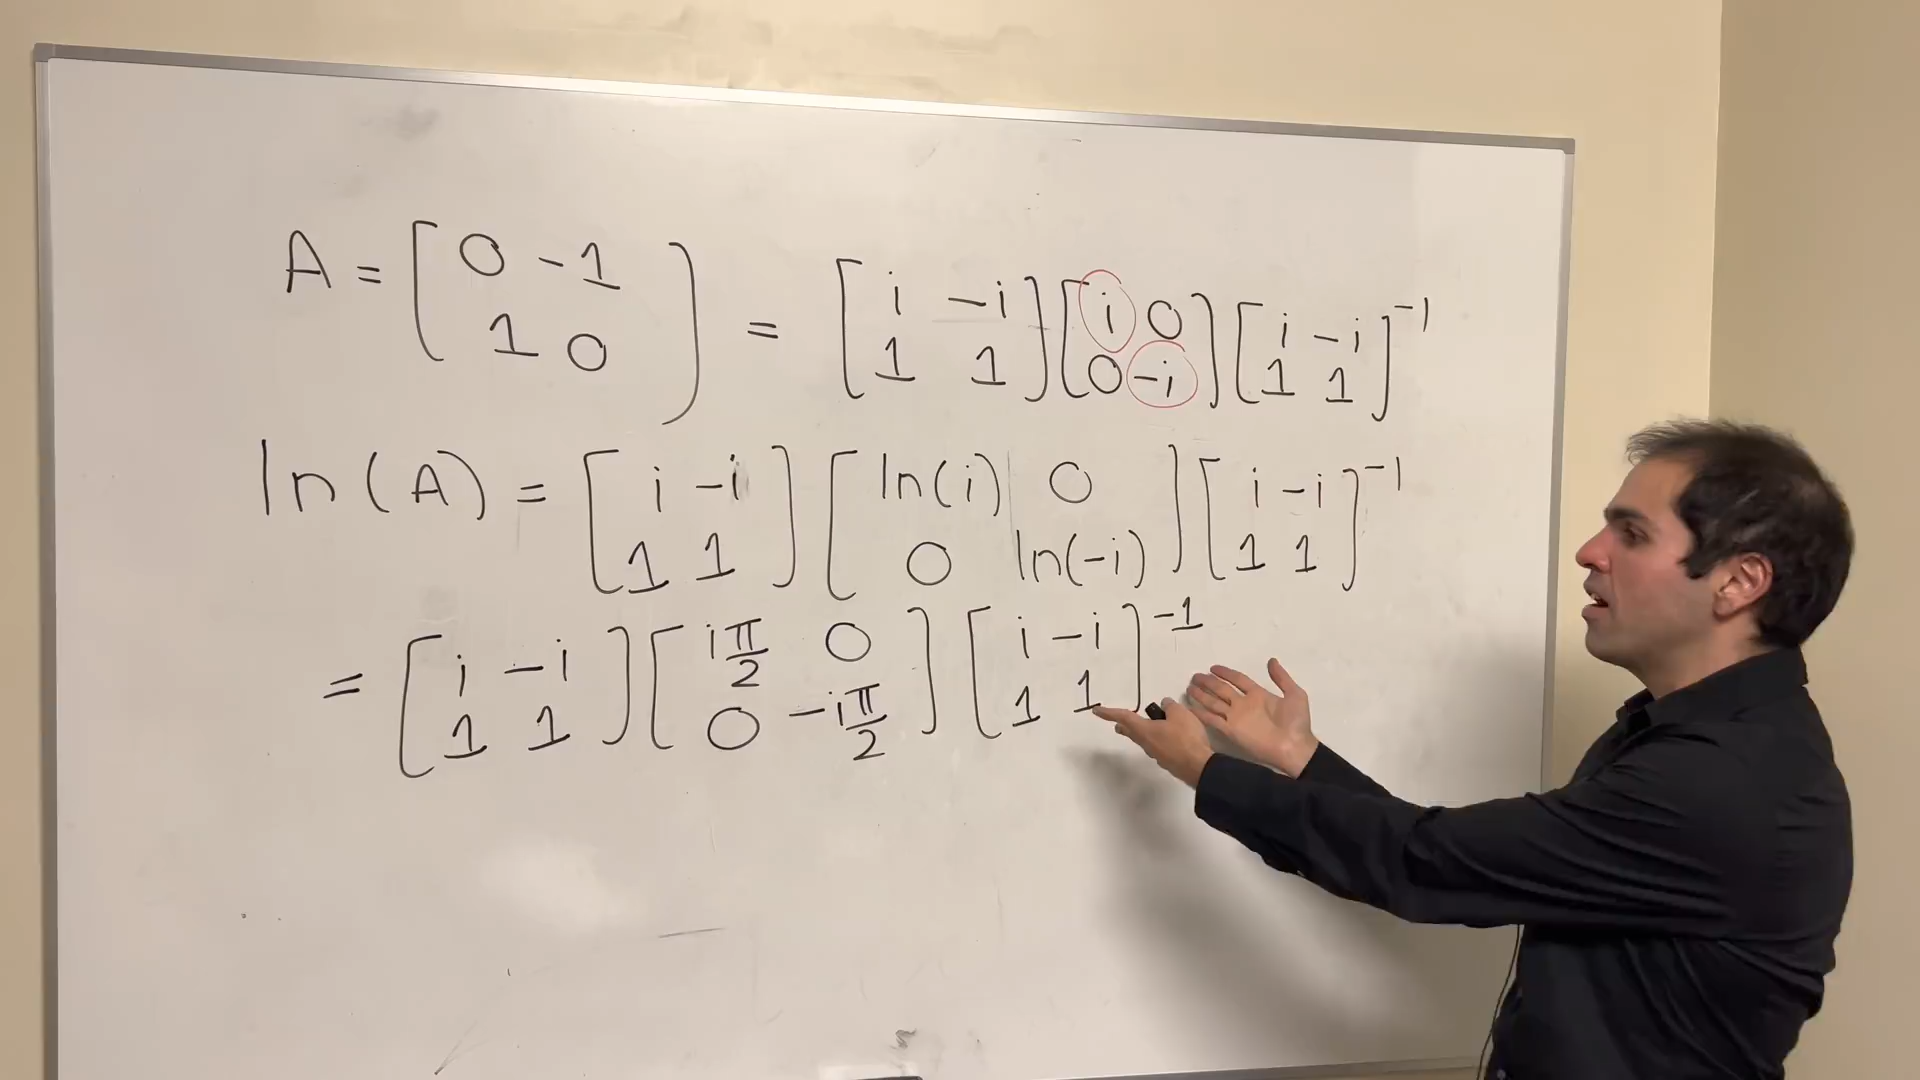 A = [0 -1; 1 0] = [i -i; 1 1] [i 0; 0 -i] [i -i; 1 1]⁻¹
ln(A) = [i -i; 1 1] [ln(i) 0; 0 ln(-i)] [i -i; 1 1]⁻¹
= [i -i; 1 1] [iπ/2 0; 0 -iπ/2] [i -i; 1 1]⁻¹